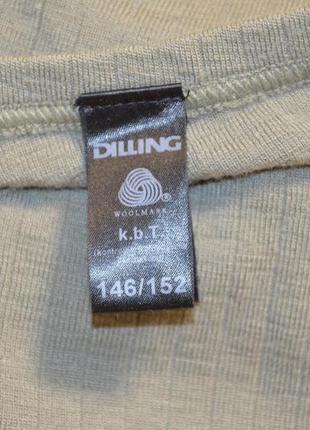 DILLING
WOOLMARK
®
k.b.T.
146/152